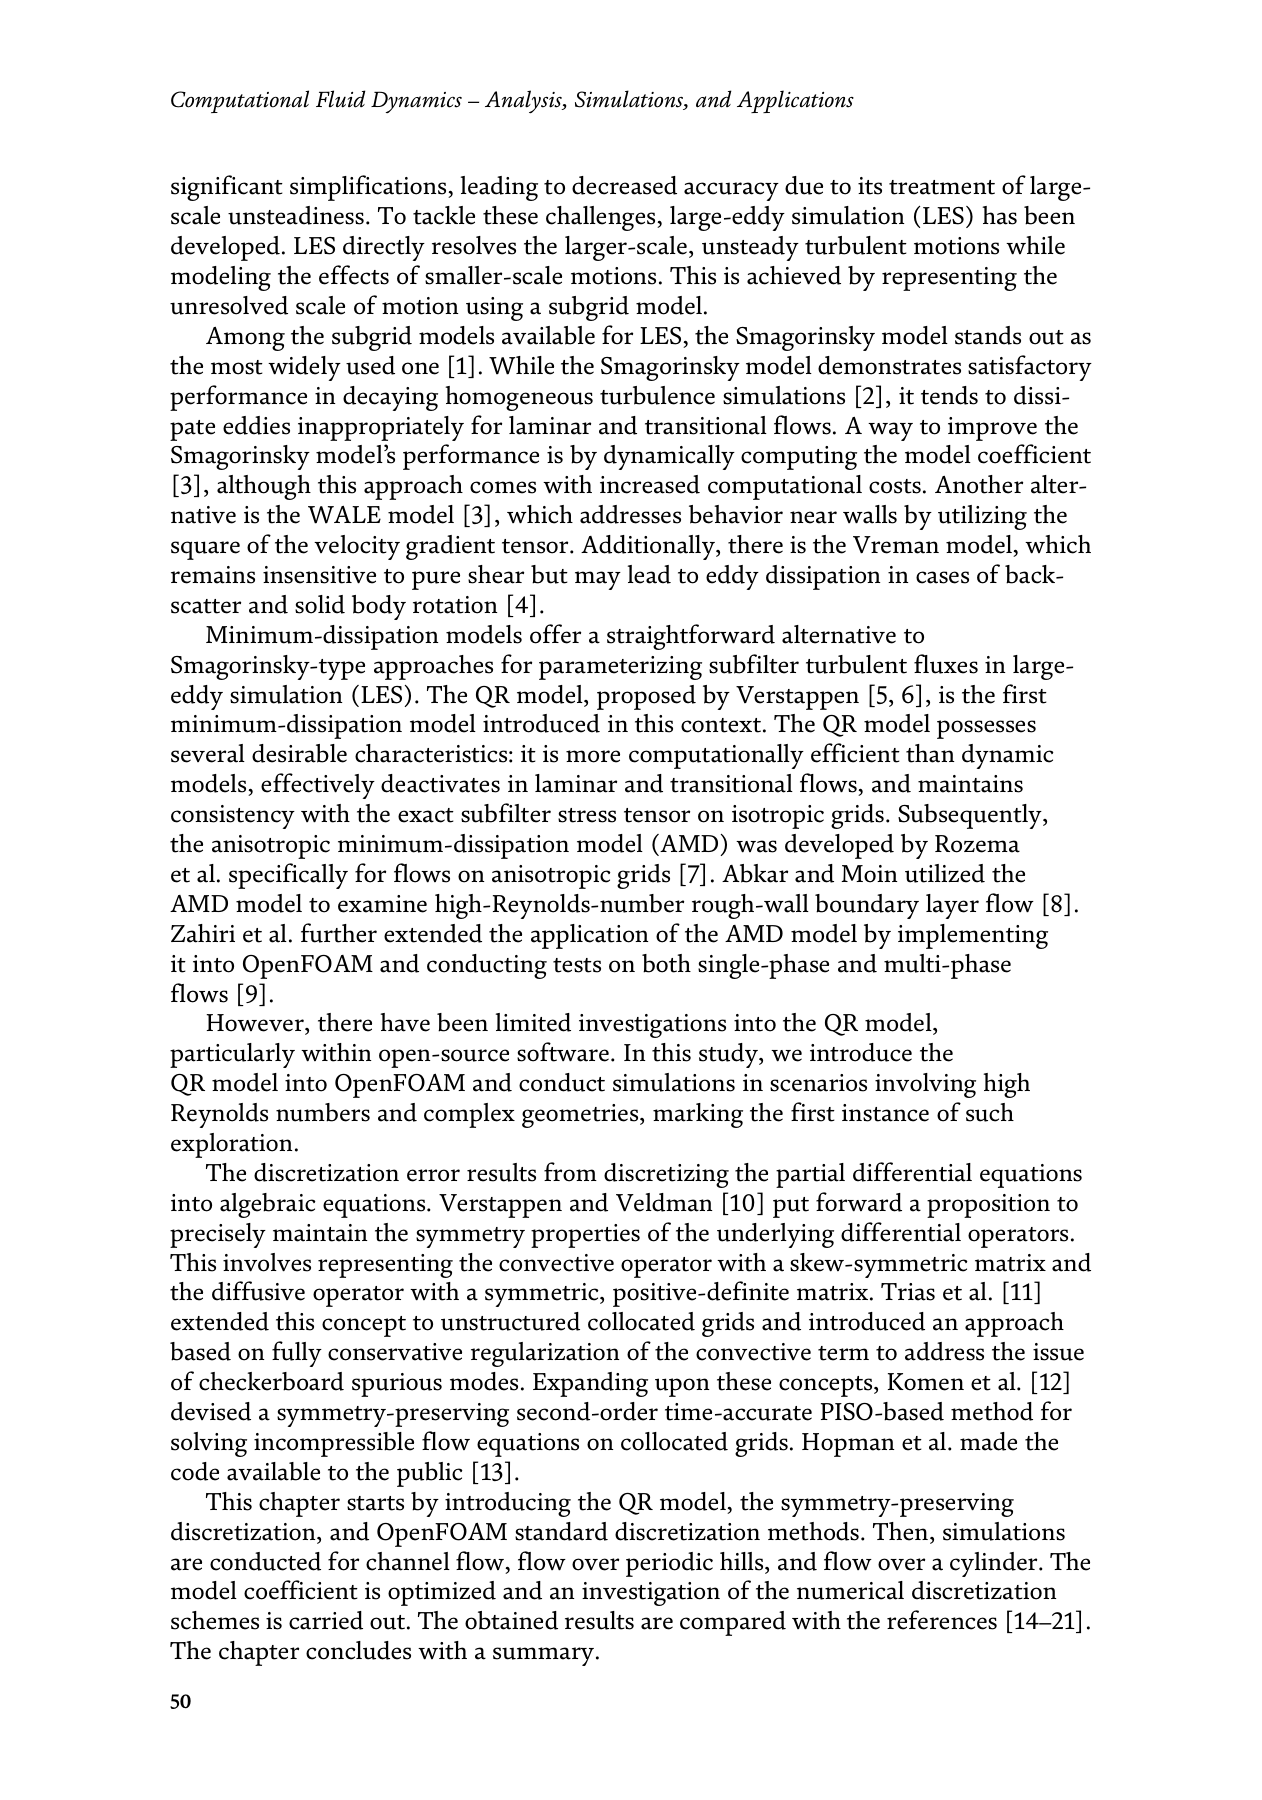 Computational Fluid Dynamics – Analysis, Simulations, and Applications
significant simplifications, leading to decreased accuracy due to its treatment of large-
scale unsteadiness. To tackle these challenges, large-eddy simulation (LES) has been
developed. LES directly resolves the larger-scale, unsteady turbulent motions while
modeling the effects of smaller-scale motions. This is achieved by representing the
unresolved scale of motion using a subgrid model.
Among the subgrid models available for LES, the Smagorinsky model stands out as
the most widely used one [1]. While the Smagorinsky model demonstrates satisfactory
performance in decaying homogeneous turbulence simulations [2], it tends to dissi-
pate eddies inappropriately for laminar and transitional flows. A way to improve the
Smagorinsky model’s performance is by dynamically computing the model coefficient
[3], although this approach comes with increased computational costs. Another alter-
native is the WALE model [3], which addresses behavior near walls by utilizing the
square of the velocity gradient tensor. Additionally, there is the Vreman model, which
remains insensitive to pure shear but may lead to eddy dissipation in cases of back-
scatter and solid body rotation [4].
Minimum-dissipation models offer a straightforward alternative to
Smagorinsky-type approaches for parameterizing subfilter turbulent fluxes in large-
eddy simulation (LES). The QR model, proposed by Verstappen [5, 6], is the first
minimum-dissipation model introduced in this context. The QR model possesses
several desirable characteristics: it is more computationally efficient than dynamic
models, effectively deactivates in laminar and transitional flows, and maintains
consistency with the exact subfilter stress tensor on isotropic grids. Subsequently,
the anisotropic minimum-dissipation model (AMD) was developed by Rozema
et al. specifically for flows on anisotropic grids [7]. Abkar and Moin utilized the
AMD model to examine high-Reynolds-number rough-wall boundary layer flow [8].
Zahiri et al. further extended the application of the AMD model by implementing
it into OpenFOAM and conducting tests on both single-phase and multi-phase
flows [9].
However, there have been limited investigations into the QR model,
particularly within open-source software. In this study, we introduce the
QR model into OpenFOAM and conduct simulations in scenarios involving high
Reynolds numbers and complex geometries, marking the first instance of such
exploration.
The discretization error results from discretizing the partial differential equations
into algebraic equations. Verstappen and Veldman [10] put forward a proposition to
precisely maintain the symmetry properties of the underlying differential operators.
This involves representing the convective operator with a skew-symmetric matrix and
the diffusive operator with a symmetric, positive-definite matrix. Trias et al. [11]
extended this concept to unstructured collocated grids and introduced an approach
based on fully conservative regularization of the convective term to address the issue
of checkerboard spurious modes. Expanding upon these concepts, Komen et al. [12]
devised a symmetry-preserving second-order time-accurate PISO-based method for
solving incompressible flow equations on collocated grids. Hopman et al. made the
code available to the public [13].
This chapter starts by introducing the QR model, the symmetry-preserving
discretization, and OpenFOAM standard discretization methods. Then, simulations
are conducted for channel flow, flow over periodic hills, and flow over a cylinder. The
model coefficient is optimized and an investigation of the numerical discretization
schemes is carried out. The obtained results are compared with the references [14–21].
The chapter concludes with a summary.
50